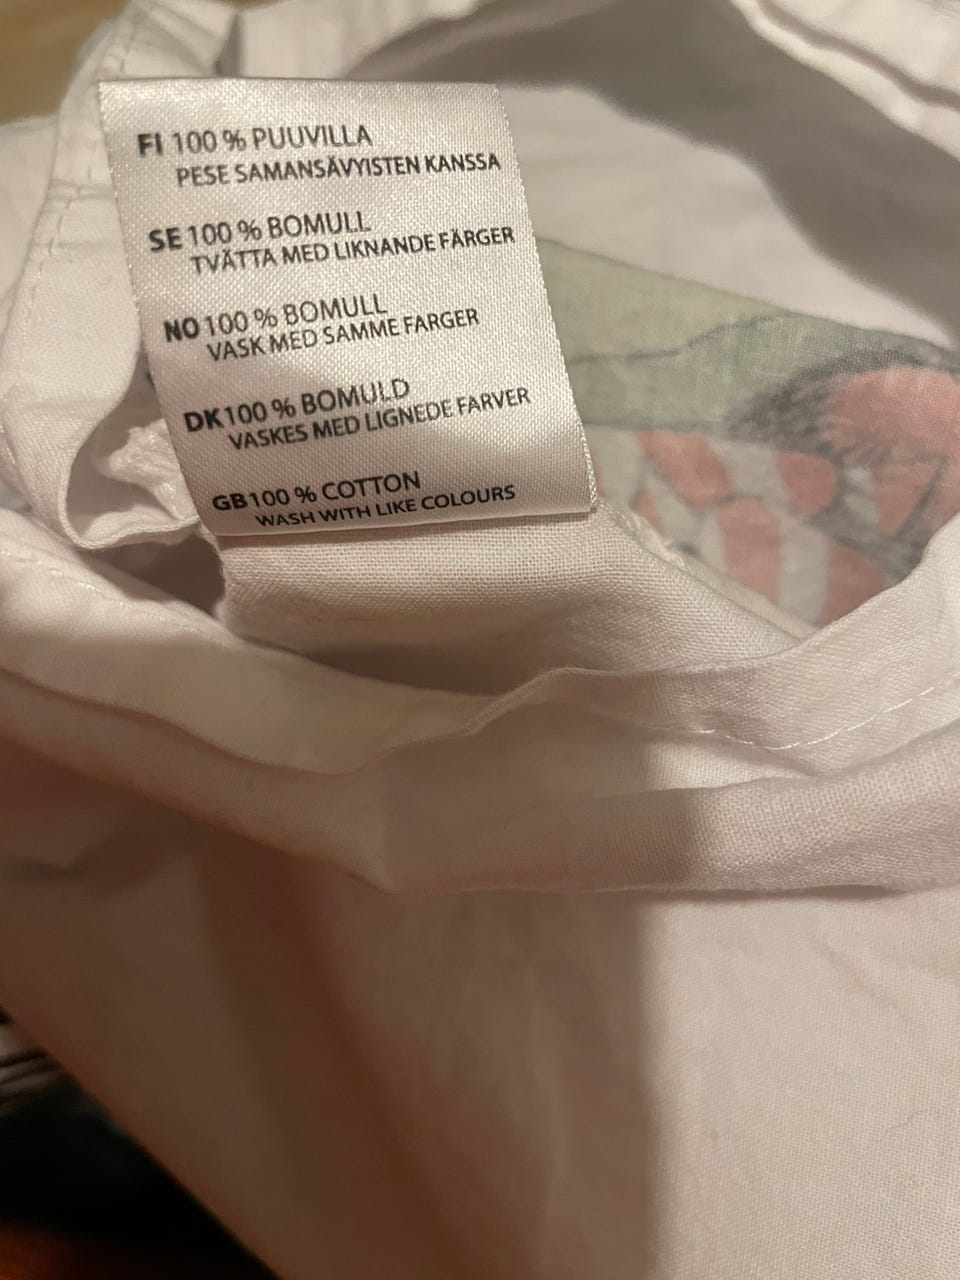 FI 100 % PUUVILLA
PESE SAMANSÄVYISTEN KANSSA
SE 100 % BOMULL
TVÄTTA MED LIKNANDE FÄRGER
NO 100 % BOMULL
VASK MED SAMME FARGER
DK 100 % BOMULD
VASKES MED LIGNEDE FARVER
GB 100 % COTTON
WASH WITH LIKE COLOURS